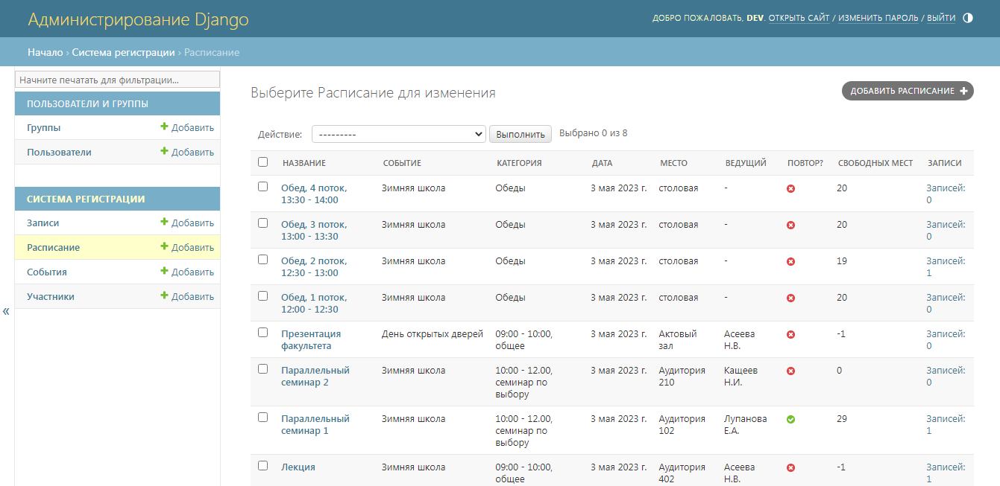 Администрирование Django
ДОБРО ПОЖАЛОВАТЬ, DEV. ОТКРЫТЬ САЙТ / ИЗМЕНИТЬ ПАРОЛЬ / ВЫЙТИ
Начало › Система регистрации › Расписание
Начните печатать для фильтрации...
ПОЛЬЗОВАТЕЛИ И ГРУППЫ
Группы + Добавить
Пользователи + Добавить
СИСТЕМА РЕГИСТРАЦИИ
Записи + Добавить
Расписание + Добавить
События + Добавить
Участники + Добавить
«
Выберите Расписание для изменения
ДОБАВИТЬ РАСПИСАНИЕ +
Действие: --------- Выполнить Выбрано 0 из 8
НАЗВАНИЕ СОБЫТИЕ КАТЕГОРИЯ ДАТА МЕСТО ВЕДУЩИЙ ПОВТОР? СВОБОДНЫХ МЕСТ ЗАПИСИ
Обед, 4 поток, Зимняя школа Обеды 3 мая 2023 г. столовая - 20 Записей:
13:30 - 14:00 0
Обед, 3 поток, Зимняя школа Обеды 3 мая 2023 г. столовая - 20 Записей:
13:00 - 13:30 0
Обед, 2 поток, Зимняя школа Обеды 3 мая 2023 г. столовая - 19 Записей:
12:30 - 13:00 1
Обед, 1 поток, Зимняя школа Обеды 3 мая 2023 г. столовая - 20 Записей:
12:00 - 12:30 0
Презентация День открытых дверей 09:00 - 10:00, 3 мая 2023 г. Актовый Асеева -1 Записей:
факультета общее зал Н.В. 0
Параллельный Зимняя школа 10:00 - 12.00, 3 мая 2023 г. Аудитория Кащеев 0 Записей:
семинар 2 семинар по 210 Н.И. 0
выбору
Параллельный Зимняя школа 10:00 - 12.00, 3 мая 2023 г. Аудитория Лупанова 29 Записей:
семинар 1 семинар по 102 Е.А. 1
выбору
Лекция Зимняя школа 09:00 - 10:00, 3 мая 2023 г. Аудитория Асеева -1 Записей:
общее 402 Н.В. 1